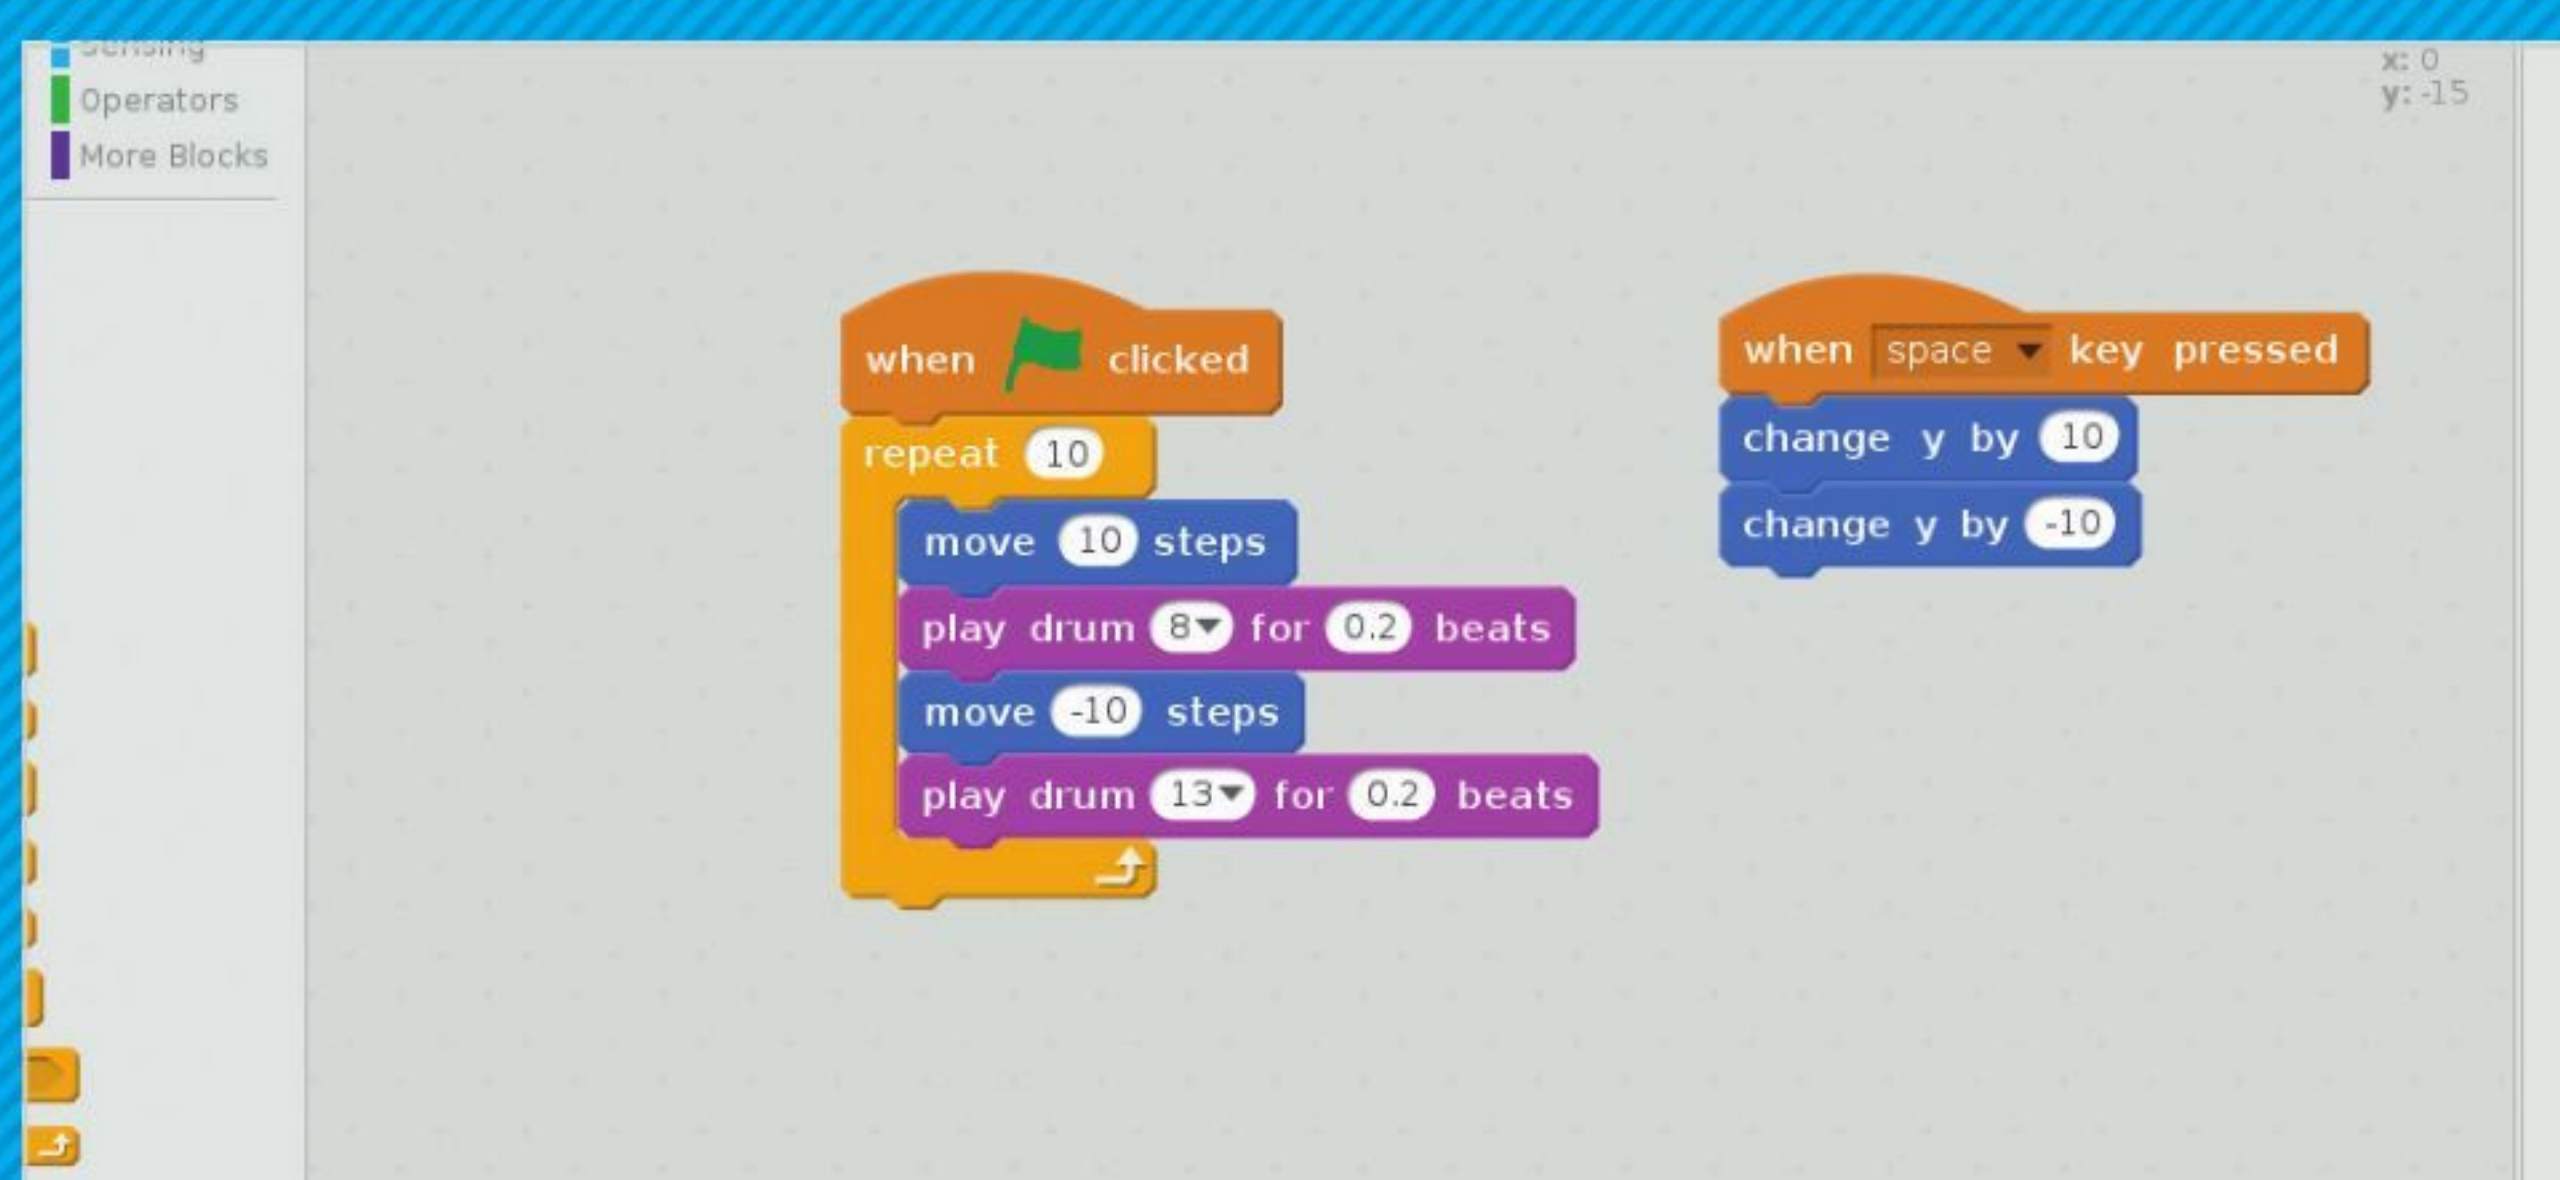 Sensing
Operators
More Blocks
x: 0
y: -15
when clicked
repeat 10
move 10 steps
play drum 8 for 0.2 beats
move -10 steps
play drum 13 for 0.2 beats
when space key pressed
change y by 10
change y by -10